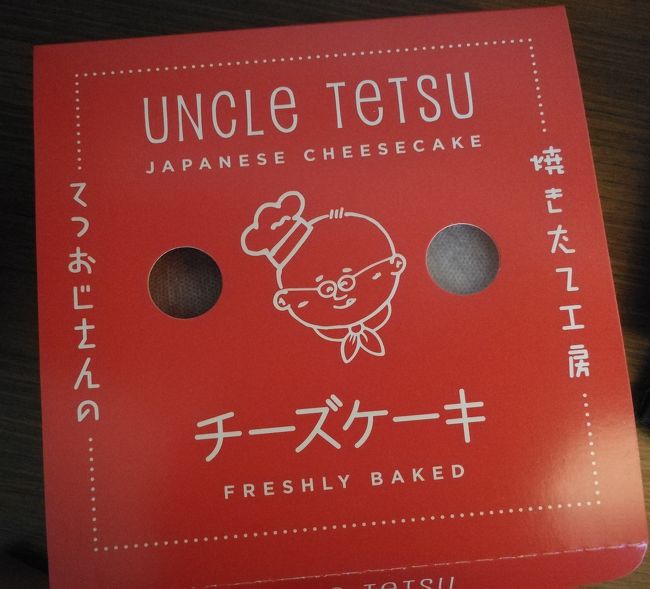 UNCLE TETSU
JAPANESE CHEESECAKE
てつおじさんの
焼きたて工房
チーズケーキ
FRESHLY BAKED
TETSU